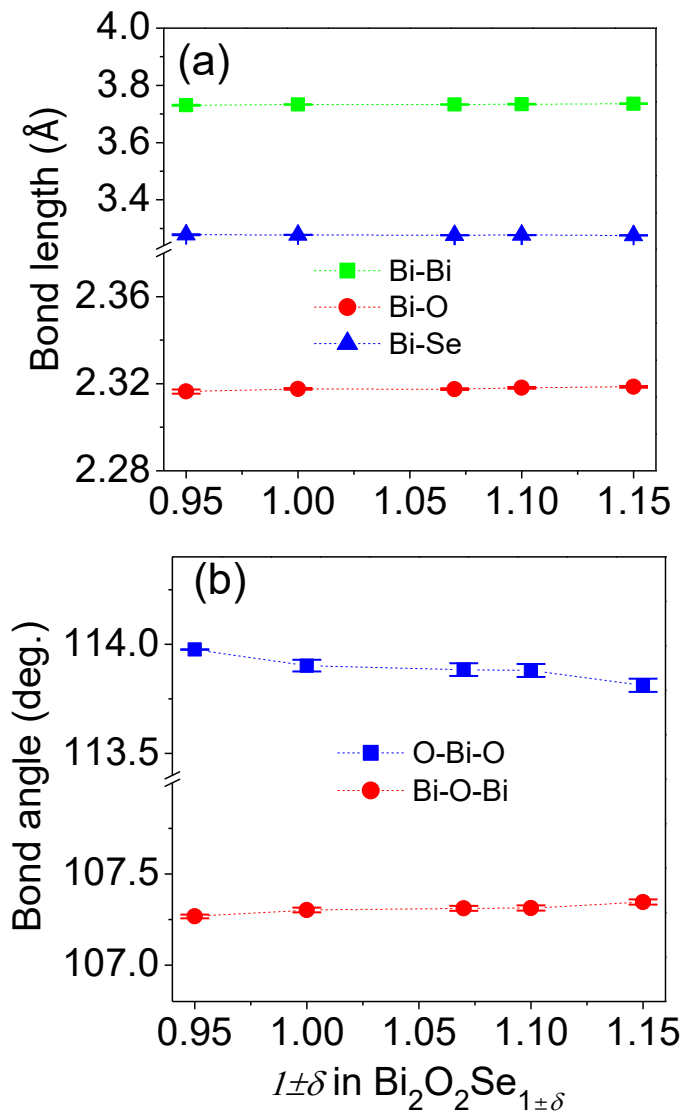 (a)
Bond length (Å)
4.0
3.8
3.6
3.4
2.36
2.32
2.28
Bi-Bi
Bi-O
Bi-Se
0.95 1.00 1.05 1.10 1.15
(b)
Bond angle (deg.)
114.0
113.5
107.5
107.0
O-Bi-O
Bi-O-Bi
0.95 1.00 1.05 1.10 1.15
1±δ in Bi₂O₂Se₁±δ